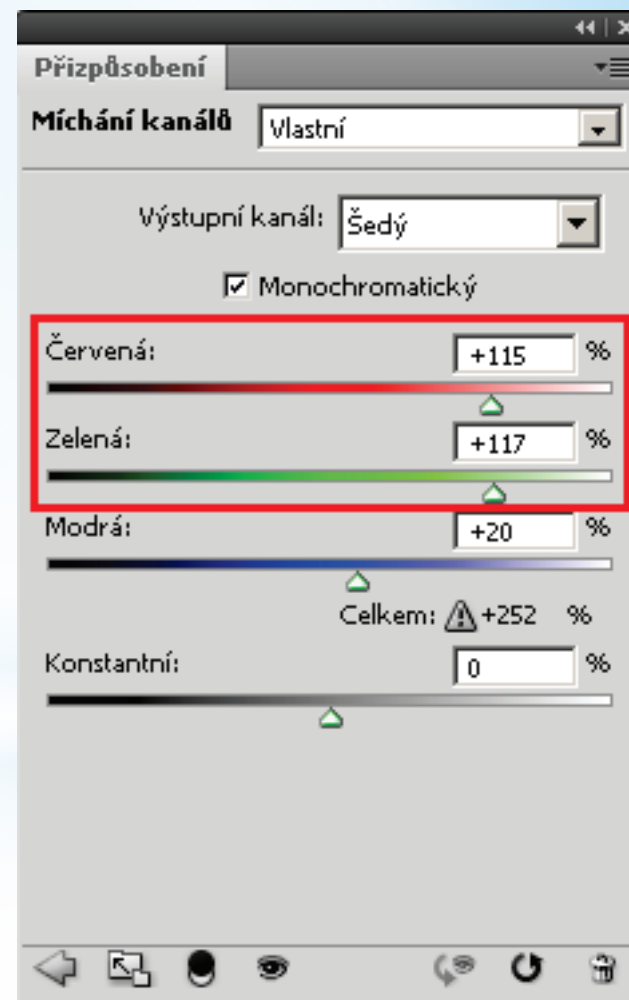 Přizpůsobení
Míchání kanálů Vlastní
Výstupní kanál: Šedý
Monochromatický
Červená: +115 %
Zelená: +117 %
Modrá: +20 %
Celkem: +252 %
Konstantní: 0 %